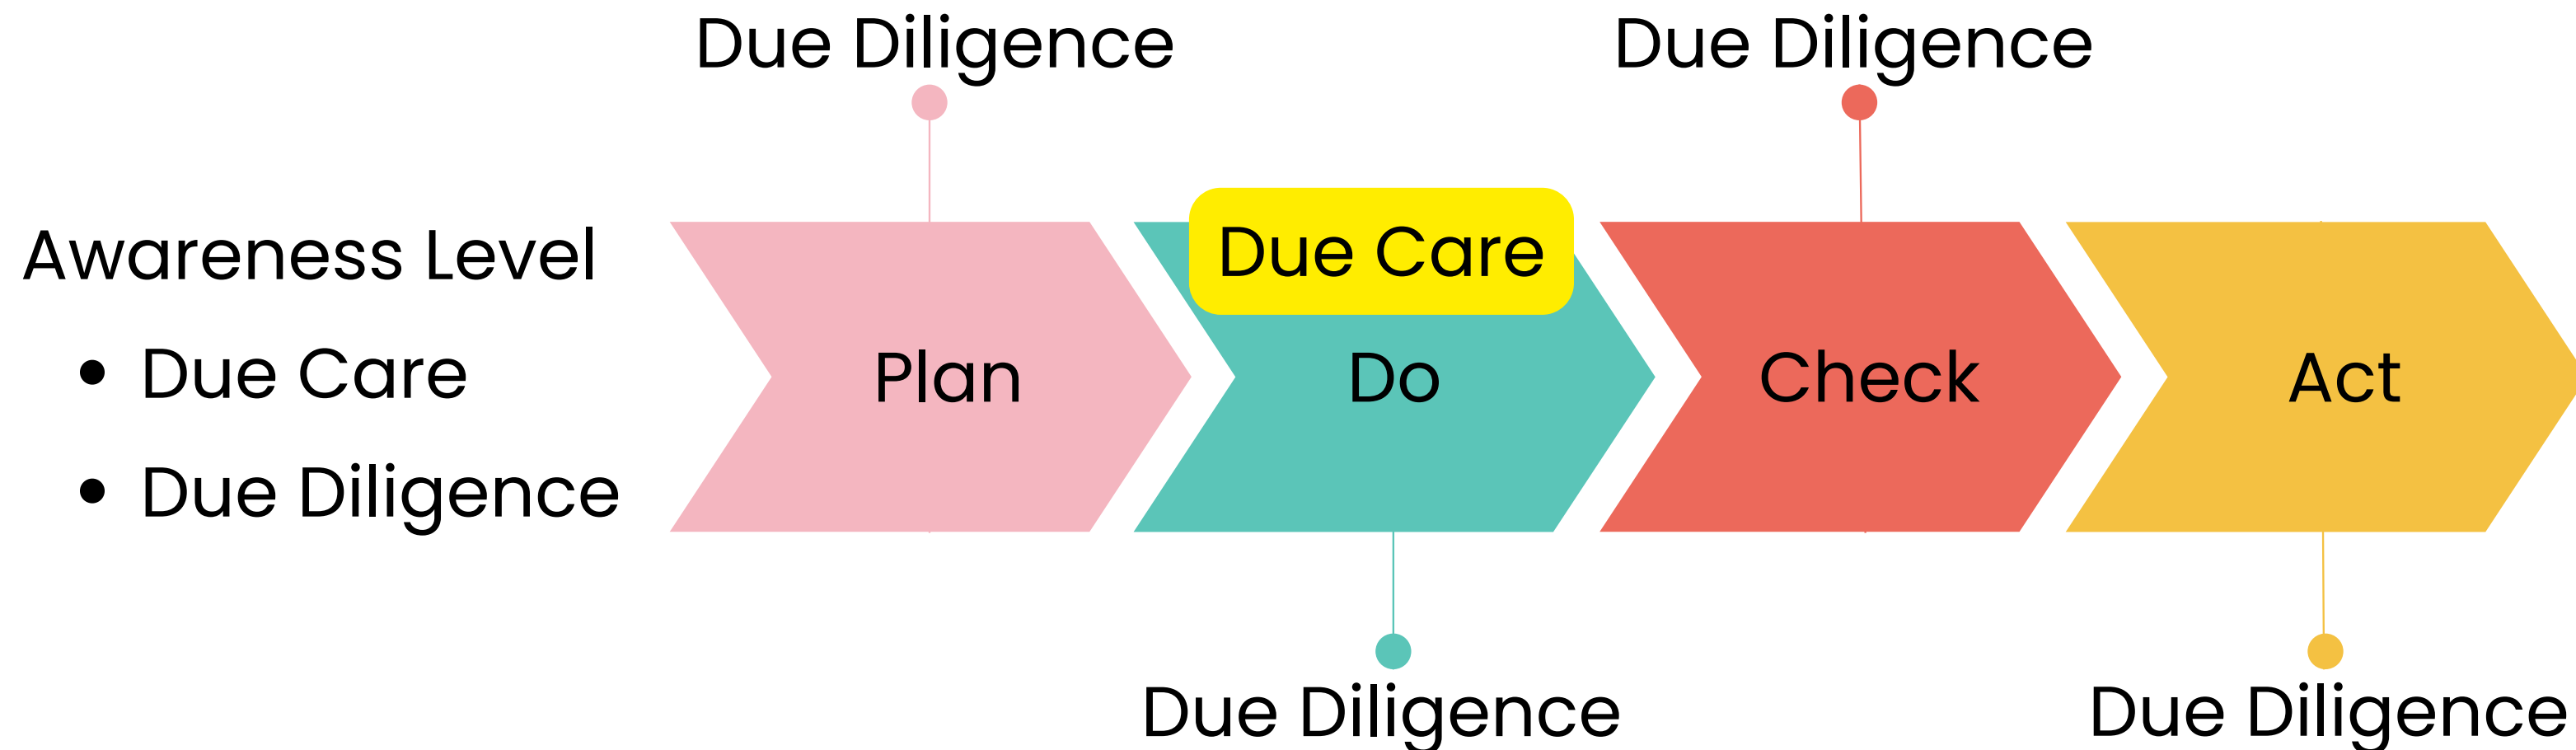 Due Diligence
Due Diligence
Awareness Level
• Due Care
• Due Diligence
Due Care
Plan
Do
Check
Act
Due Diligence
Due Diligence